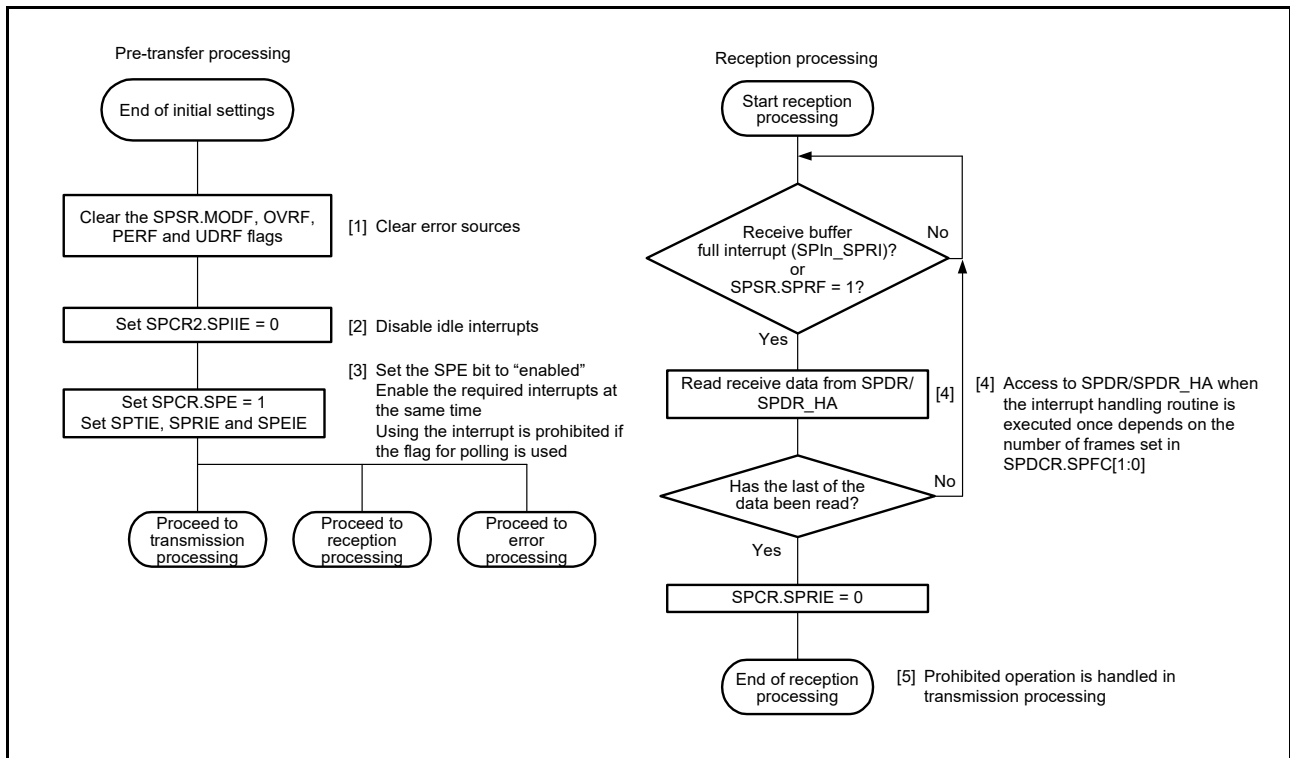 Pre-transfer processing
End of initial settings
Clear the SPSR.MODF, OVRF,
PERF and UDRF flags
[1] Clear error sources
Set SPCR2.SPIIE = 0
[2] Disable idle interrupts
Set SPCR.SPE = 1
Set SPTIE, SPRIE and SPEIE
[3] Set the SPE bit to “enabled”
Enable the required interrupts at
the same time
Using the interrupt is prohibited if
the flag for polling is used
Proceed to
transmission
processing
Proceed to
reception
processing
Proceed to
error
processing
Reception processing
Start reception
processing
Receive buffer
full interrupt (SPIn_SPRI)?
or
SPSR.SPRF = 1?
No
Yes
Read receive data from SPDR/
SPDR_HA
[4]
[4] Access to SPDR/SPDR_HA when
the interrupt handling routine is
executed once depends on the
number of frames set in
SPDCR.SPFC[1:0]
Has the last of the
data been read?
No
Yes
SPCR.SPRIE = 0
End of reception
processing
[5] Prohibited operation is handled in
transmission processing